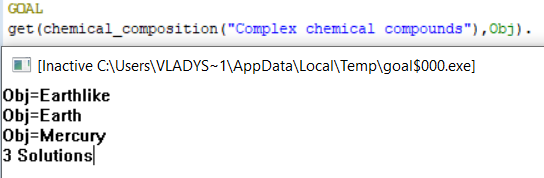 GOAL
get(chemical_composition("Complex chemical compounds"),Obj).
[Inactive C:\Users\VLADYS~1\AppData\Local\Temp\goal$000.exe]
Obj=Earthlike
Obj=Earth
Obj=Mercury
3 Solutions